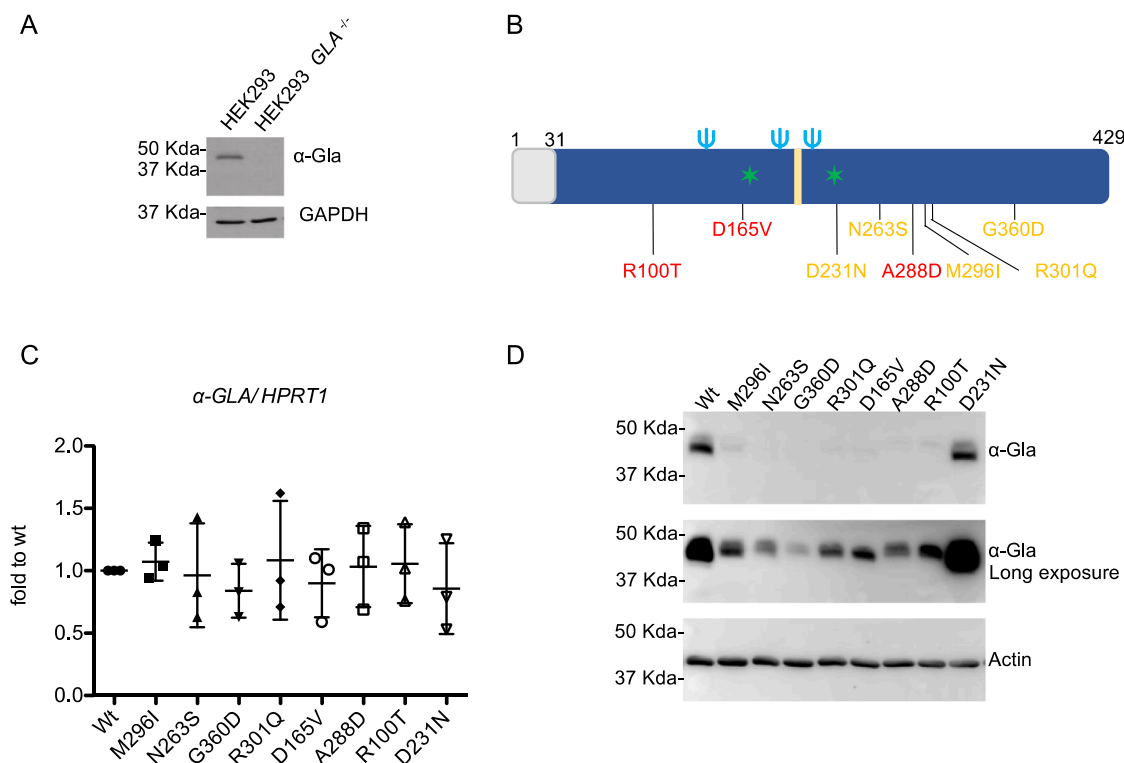 A
HEK293
HEK293 GLA-/-
50 Kda-
37 Kda-
α-Gla
37 Kda-
GAPDH
B
1
31
429
ψ ψ ψ
D165V
N263S
G360D
R100T
D231N
A288D
M296I
R301Q
C
α-GLA/HPRT1
fold to wt
2.0
1.5
1.0
0.5
0.0
Wt
M296I
N263S
G360D
R301Q
D165V
A288D
R100T
D231N
D
Wt
M296I
N263S
G360D
R301Q
D165V
A288D
R100T
D231N
50 Kda-
37 Kda-
α-Gla
50 Kda-
37 Kda-
α-Gla
Long exposure
50 Kda-
37 Kda-
Actin